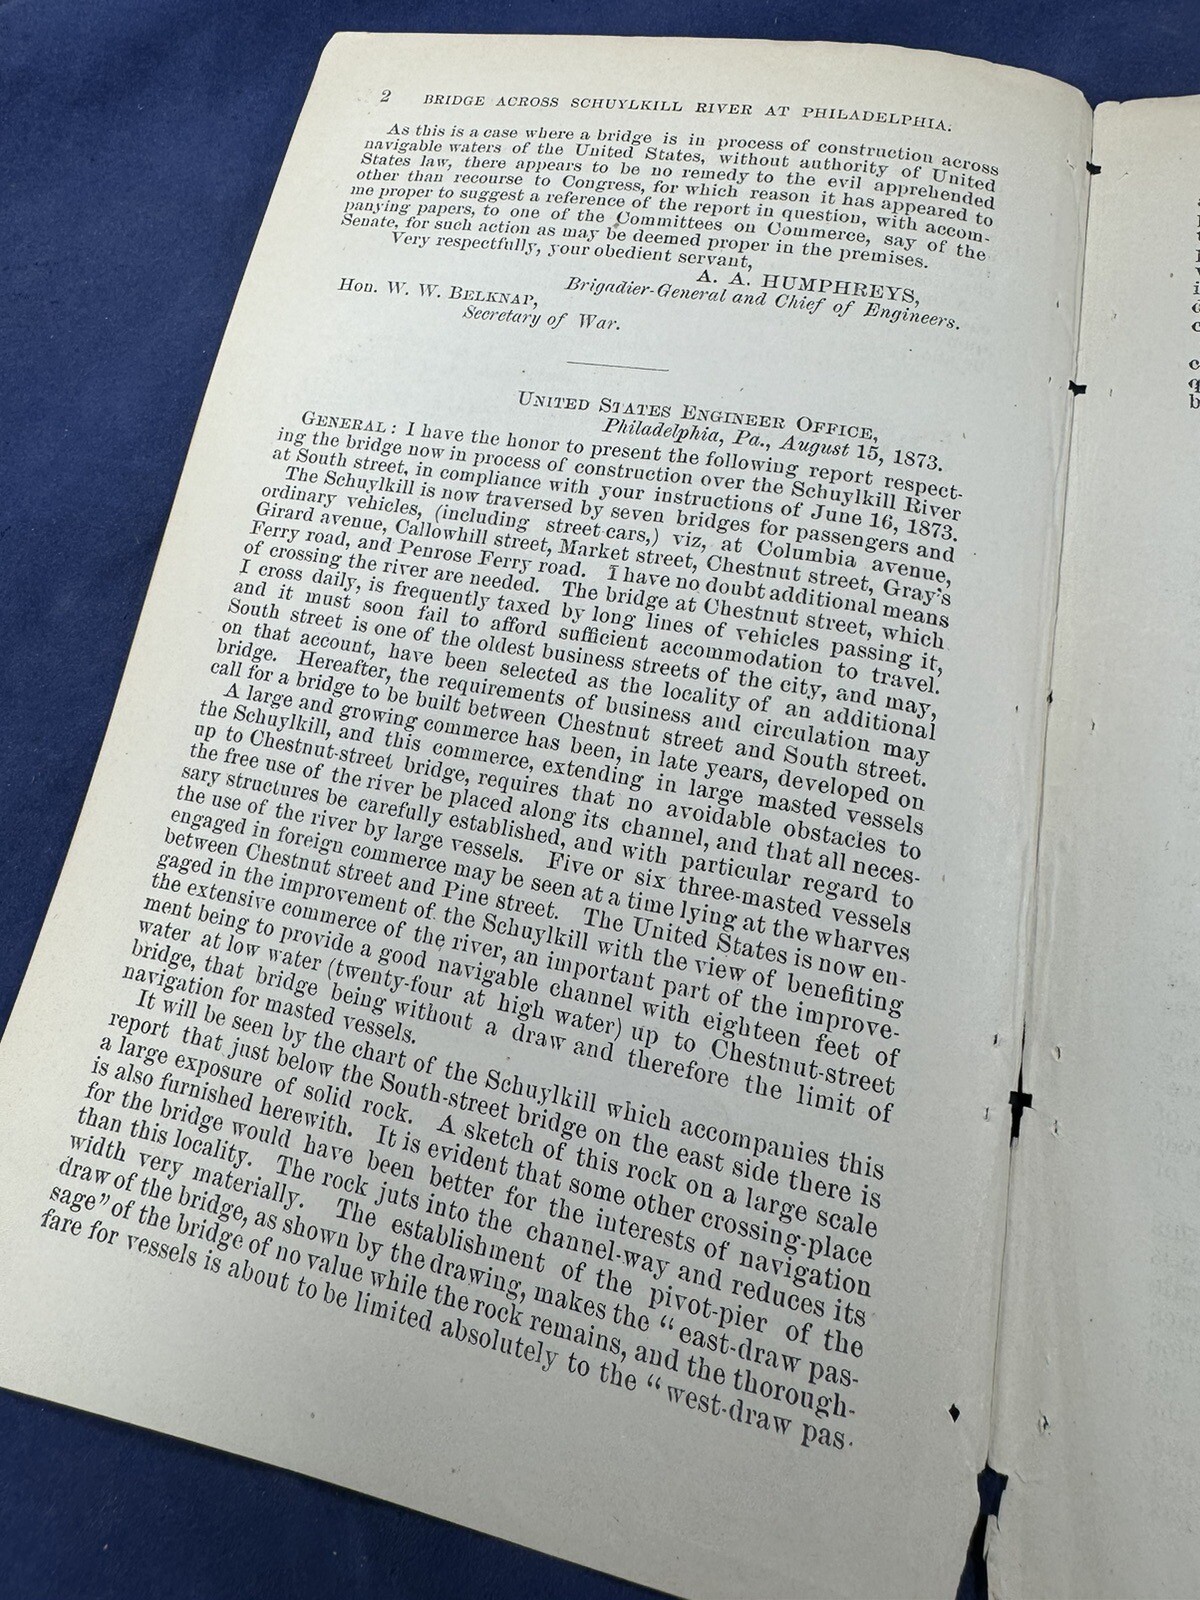 2 BRIDGE ACROSS SCHUYLKILL RIVER AT PHILADELPHIA.
As this is a case where a bridge is in process of construction across
navigable waters of the United States, without authority of United
States law, there appears to be no remedy to the evil apprehended
other than recourse to Congress, for which reason it has appeared to
me proper to suggest a reference of the report in question, with accom-
panying papers, to one of the Committees on Commerce, say of the
Senate, for such action as may be deemed proper in the premises.
Very respectfully, your obedient servant,
A. A. HUMPHREYS,
Brigadier-General and Chief of Engineers.
Hon. W. W. BELKNAP,
Secretary of War.
UNITED STATES ENGINEER OFFICE,
Philadelphia, Pa., August 15, 1873.
GENERAL: I have the honor to present the following report respect-
ing the bridge now in process of construction over the Schuylkill River
at South street, in compliance with your instructions of June 16, 1873.
The Schuylkill is now traversed by seven bridges for passengers and
ordinary vehicles, (including street-cars,) viz, at Columbia avenue,
Girard avenue, Callowhill street, Market street, Chestnut street, Gray's
Ferry road, and Penrose Ferry road. I have no doubt additional means
of crossing the river are needed. The bridge at Chestnut street, which
I cross daily, is frequently taxed by long lines of vehicles passing it,
and it must soon fail to afford sufficient accommodation to travel.
South street is one of the oldest business streets of the city, and may,
on that account, have been selected as the locality of an additional
bridge. Hereafter, the requirements of business and circulation may
call for a bridge to be built between Chestnut street and South street.
A large and growing commerce has been, in late years, developed on
the Schuylkill, and this commerce, extending in large masted vessels
up to Chestnut-street bridge, requires that no avoidable obstacles to
the free use of the river be placed along its channel, and that all neces-
sary structures be carefully established, and with particular regard to
the use of the river by large vessels. Five or six three-masted vessels
engaged in foreign commerce may be seen at a time lying at the wharves
between Chestnut street and Pine street. The United States is now en-
gaged in the improvement of the Schuylkill with the view of benefiting
the extensive commerce of the river, an important part of the improve-
ment being to provide a good navigable channel with eighteen feet of
water at low water (twenty-four at high water) up to Chestnut-street
bridge, that bridge being without a draw and therefore the limit of
navigation for masted vessels.
It will be seen by the chart of the Schuylkill which accompanies this
report that just below the South-street bridge on the east side there is
a large exposure of solid rock. A sketch of this rock on a large scale
is also furnished herewith. It is evident that some other crossing-place
for the bridge would have been better for the interests of navigation
than this locality. The rock juts into the channel-way and reduces its
width very materially. The establishment of the pivot-pier of the
draw of the bridge, as shown by the drawing, makes the "east-draw pas-
sage" of the bridge of no value while the rock remains, and the thorough-
fare for vessels is about to be limited absolutely to the "west-draw pas-